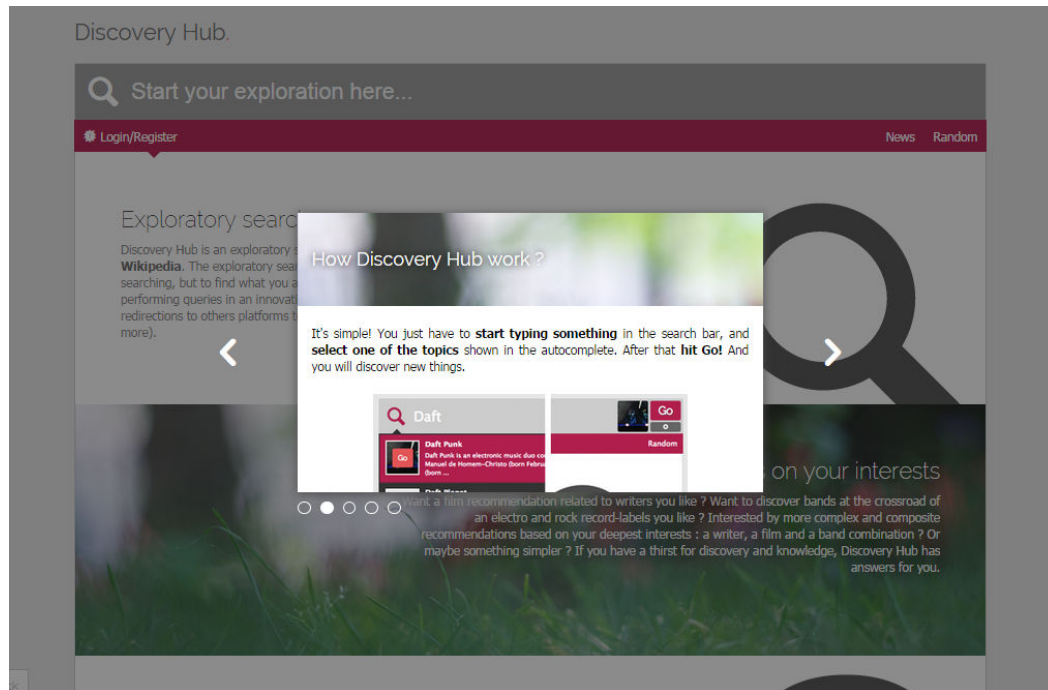 Discovery Hub.
Start your exploration here...
Login/Register
News Random
Exploratory searc
Discovery Hub is an exploratory s
Wikipedia. The exploratory sear
searching, but to find what you a
performing queries in an innovati
redirections to others platforms t
more).
How Discovery Hub work ?
It's simple! You just have to start typing something in the search bar, and
select one of the topics shown in the autocomplete. After that hit Go! And
you will discover new things.
Daft
Go
Daft Punk
Daft Punk is an electronic music duo co
Manuel de Homem-Christo (born Febru
(born ...
Go
Random
Daft Planet
s on your interests
Want a film recommendation related to writers you like ? Want to discover bands at the crossroad of
an electro and rock record-labels you like ? Interested by more complex and composite
recommendations based on your deepest interests : a writer, a film and a band combination ? Or
maybe something simpler ? If you have a thirst for discovery and knowledge, Discovery Hub has
answers for you.